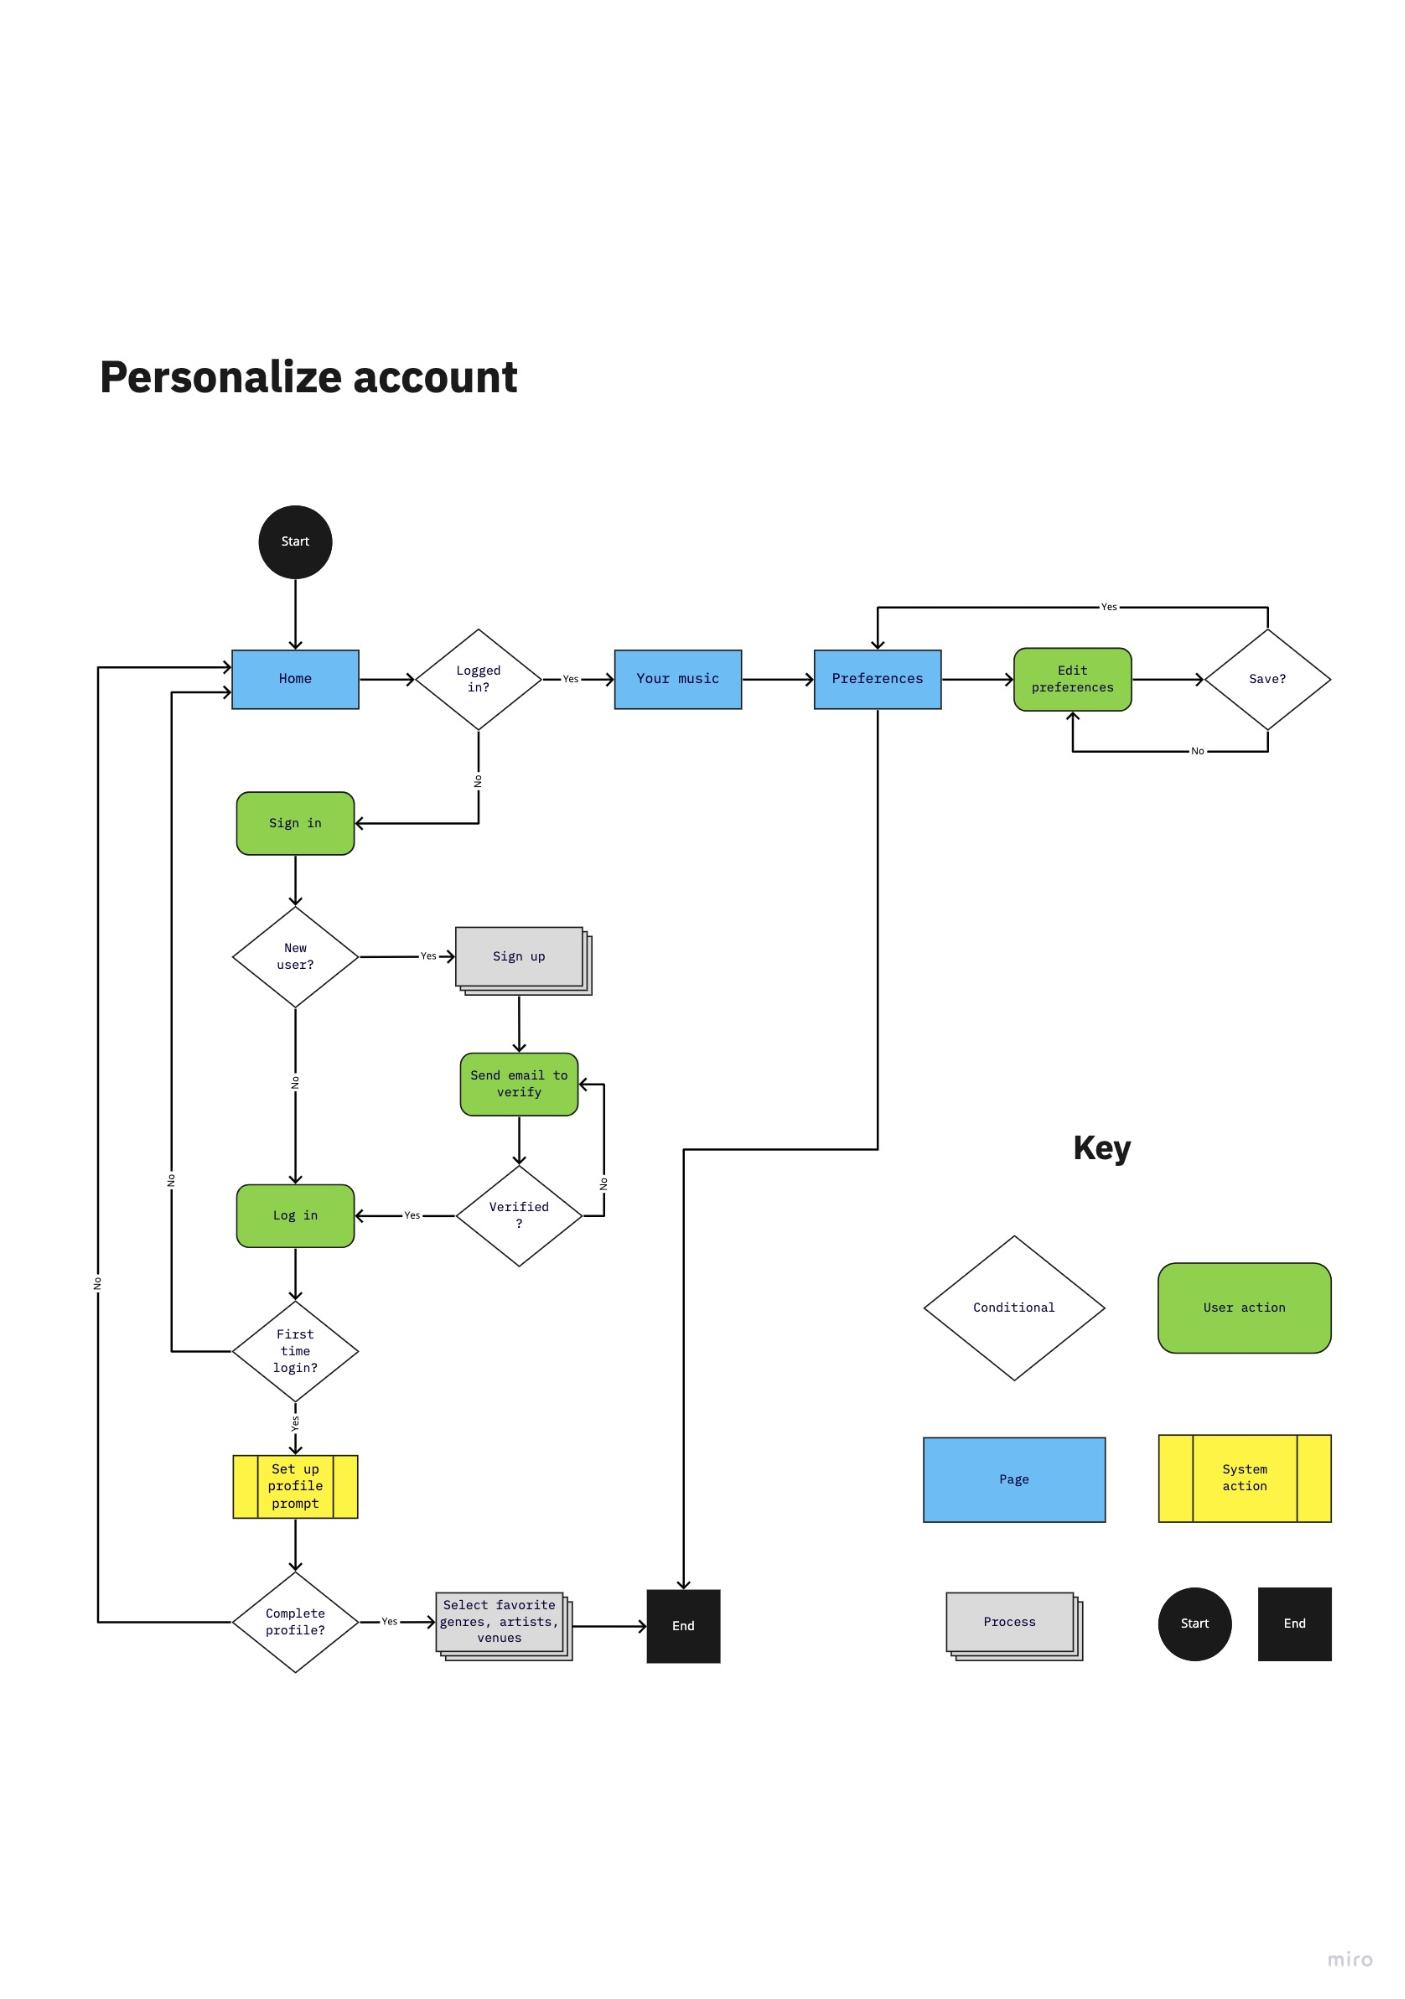 Personalize account
Start
Home
Logged
in?
Yes
Your music
Preferences
Edit
preferences
Save?
Yes
No
No
Sign in
New
user?
Yes
Sign up
No
Send email to
verify
Verified
?
No
Yes
Log in
First
time
login?
No
Yes
Set up
profile
prompt
Complete
profile?
No
Yes
Select favorite
genres, artists,
venues
End
Key
Conditional
User action
Page
System
action
Process
Start
End
miro